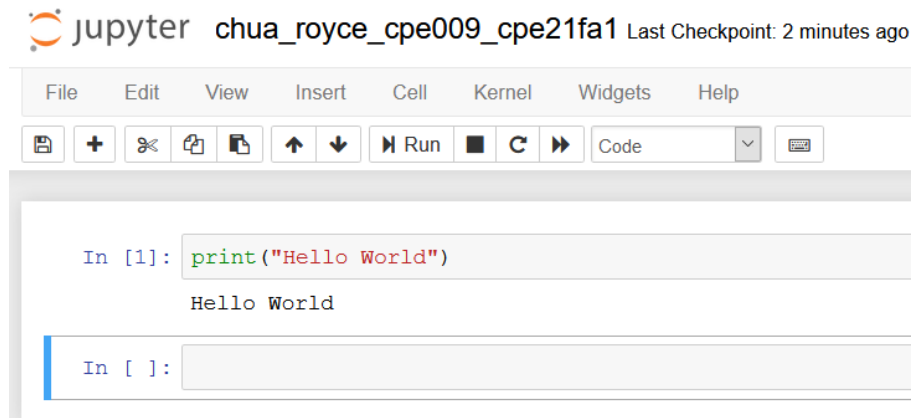 jupyter chua_royce_cpe009_cpe21fa1 Last Checkpoint: 2 minutes ago
File Edit View Insert Cell Kernel Widgets Help
Run Code
In [1]: print("Hello World")
Hello World
In [ ]: